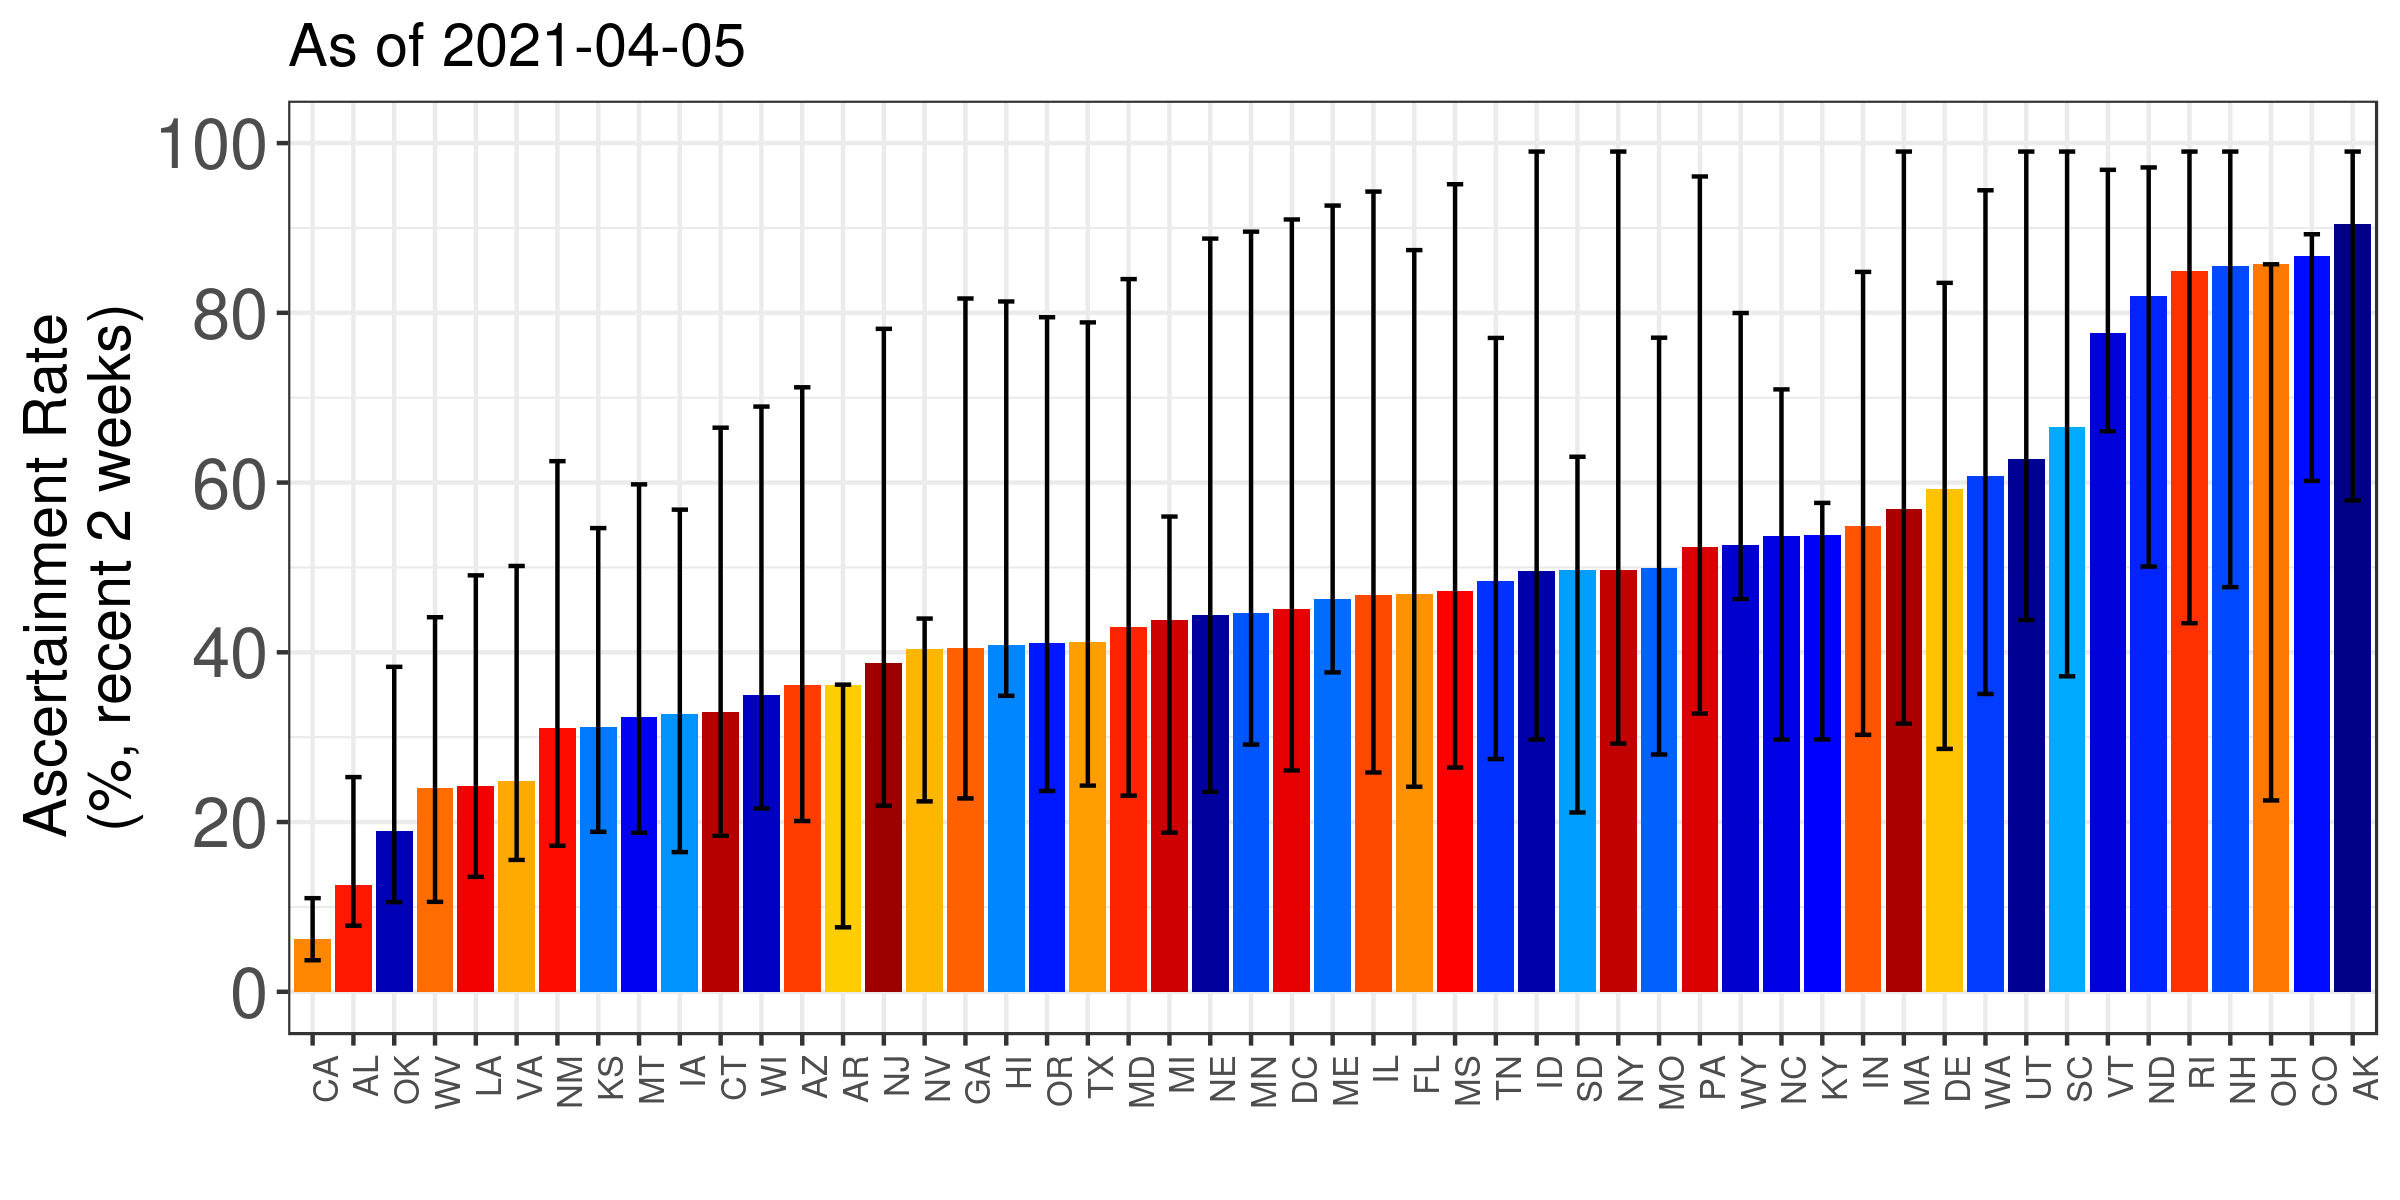 As of 2021-04-05
Ascertainment Rate
(%, recent 2 weeks)
100
80
60
40
20
0
CA AL OK WV LA VA NM KS MT IA CT WI AZ AR NJ NV GA HI OR TX MD MI NE MN DC ME IL FL MS TN ID SD NY MO PA WY NC KY IN MA DE WA UT SC VT ND RI NH OH CO AK